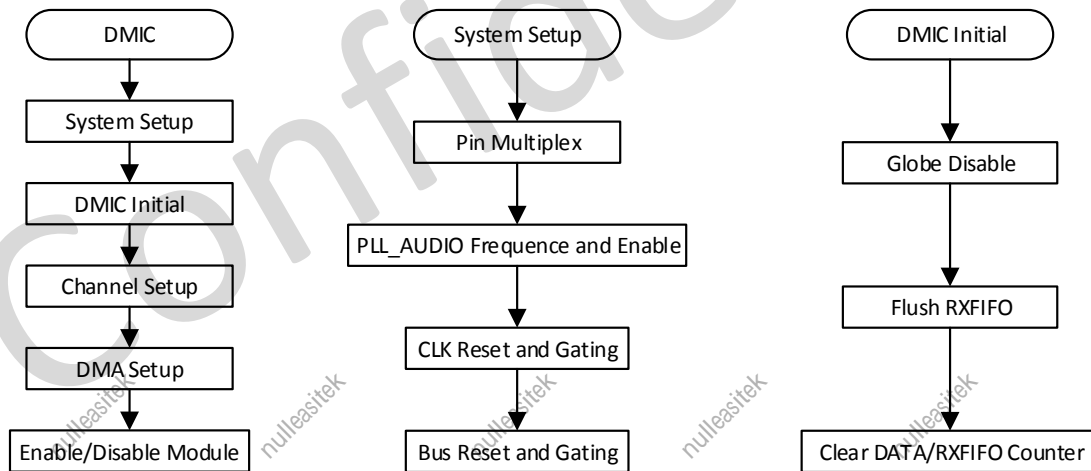 DMIC
System Setup
DMIC Initial
Channel Setup
DMA Setup
Enable/Disable Module
System Setup
Pin Multiplex
PLL_AUDIO Frequence and Enable
CLK Reset and Gating
Bus Reset and Gating
DMIC Initial
Globe Disable
Flush RXFIFO
Clear DATA/RXFIFO Counter
Confide
nulleasitek
nulleasitek
nulleasitek
nulleasitek
nulleasitek